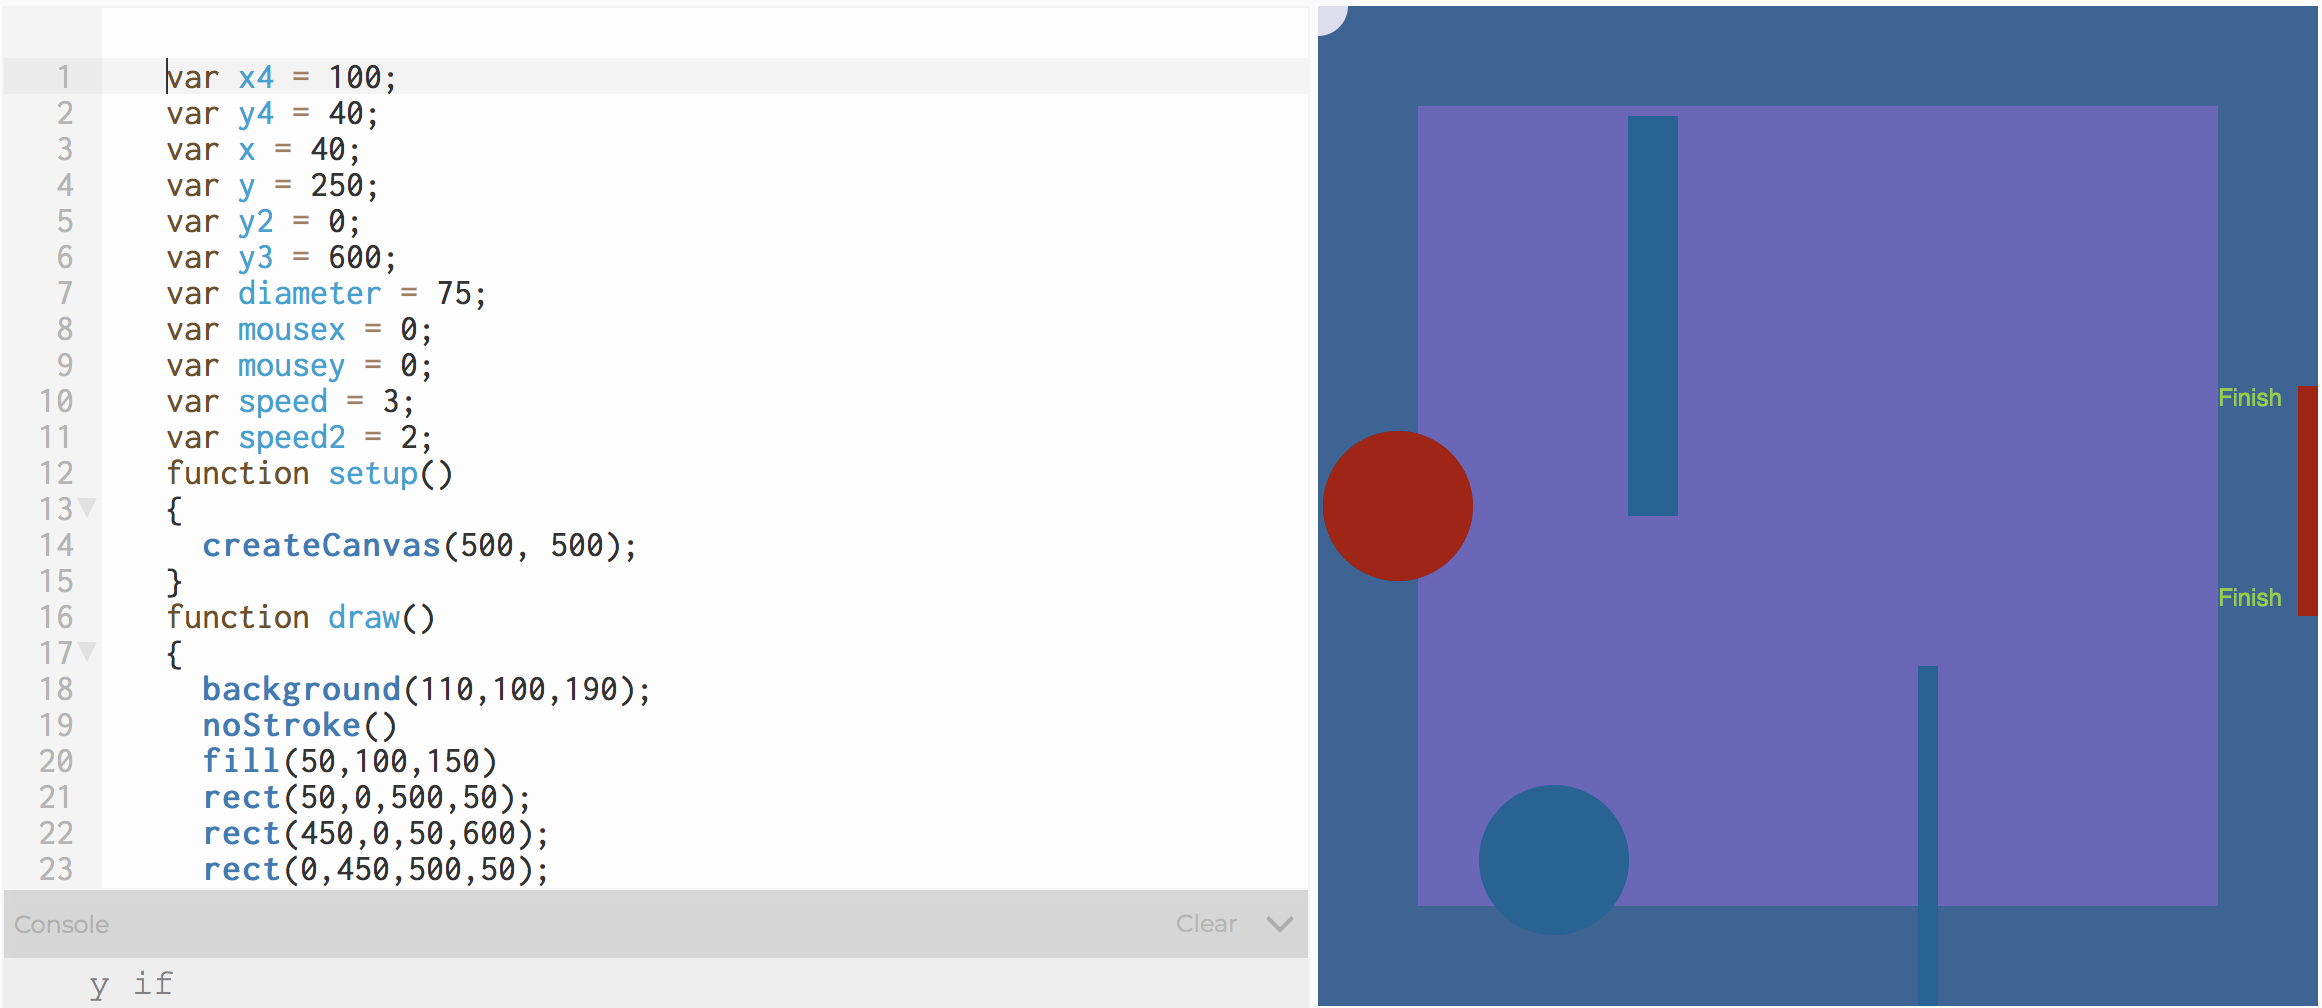 1 var x4 = 100;
2 var y4 = 40;
3 var x = 40;
4 var y = 250;
5 var y2 = 0;
6 var y3 = 600;
7 var diameter = 75;
8 var mousex = 0;
9 var mousey = 0;
10 var speed = 3;
11 var speed2 = 2;
12 function setup()
13 {
14 createCanvas(500, 500);
15 }
16 function draw()
17 {
18 background(110,100,190);
19 noStroke()
20 fill(50,100,150)
21 rect(50,0,500,50);
22 rect(450,0,50,600);
23 rect(0,450,500,50);
Console Clear
y if
Finish
Finish